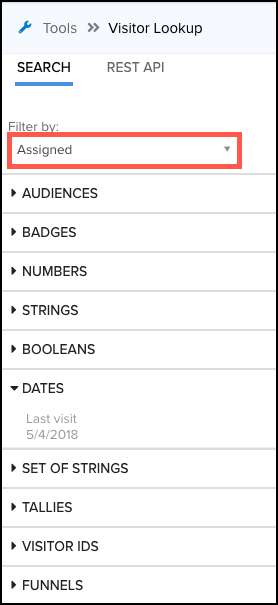 Tools » Visitor Lookup
SEARCH REST API
Filter by:
Assigned
AUDIENCES
BADGES
NUMBERS
STRINGS
BOOLEANS
DATES
Last visit
5/4/2018
SET OF STRINGS
TALLIES
VISITOR IDS
FUNNELS